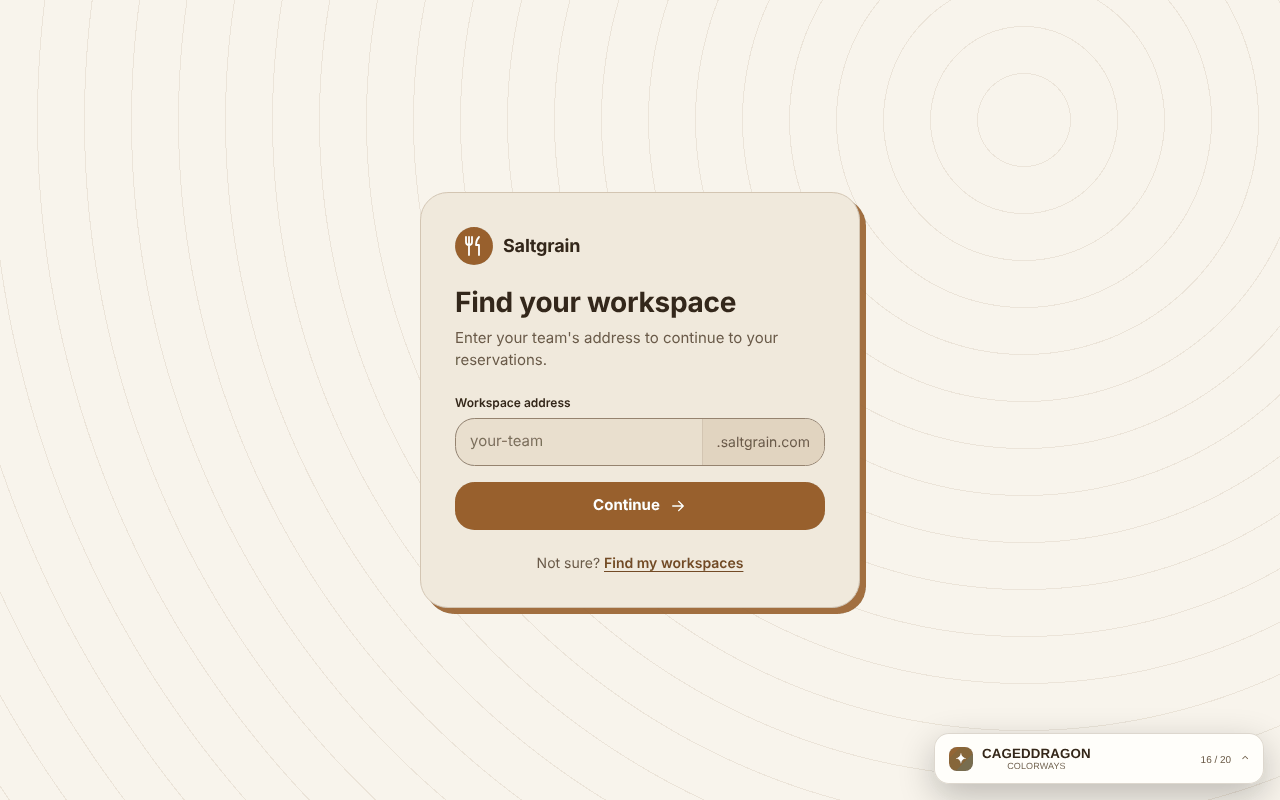 Saltgrain
Find your workspace
Enter your team's address to continue to your
reservations.
Workspace address
your-team
.saltgrain.com
Continue →
Not sure? Find my workspaces
CAGEDDRAGON
COLORWAYS
16 / 20